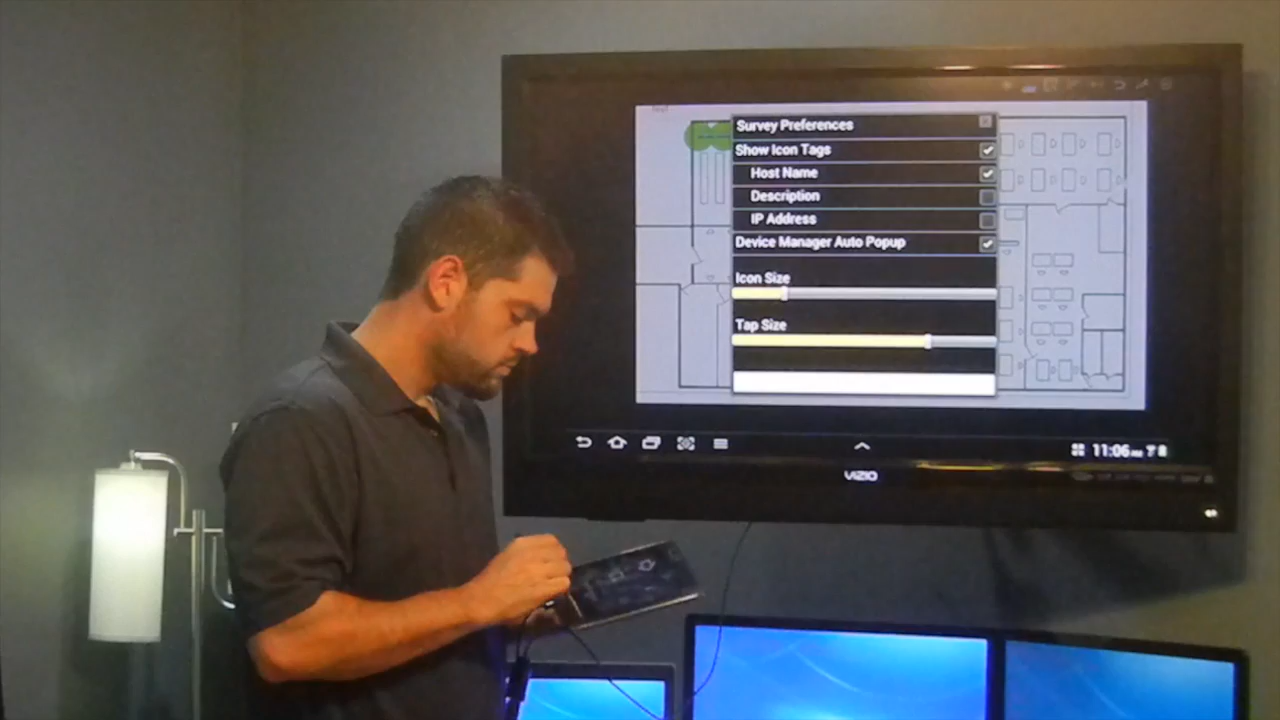 Survey Preferences
Show Icon Tags
Host Name
Description
IP Address
Device Manager Auto Popup
Icon Size
Tap Size
11:06
VIZIO